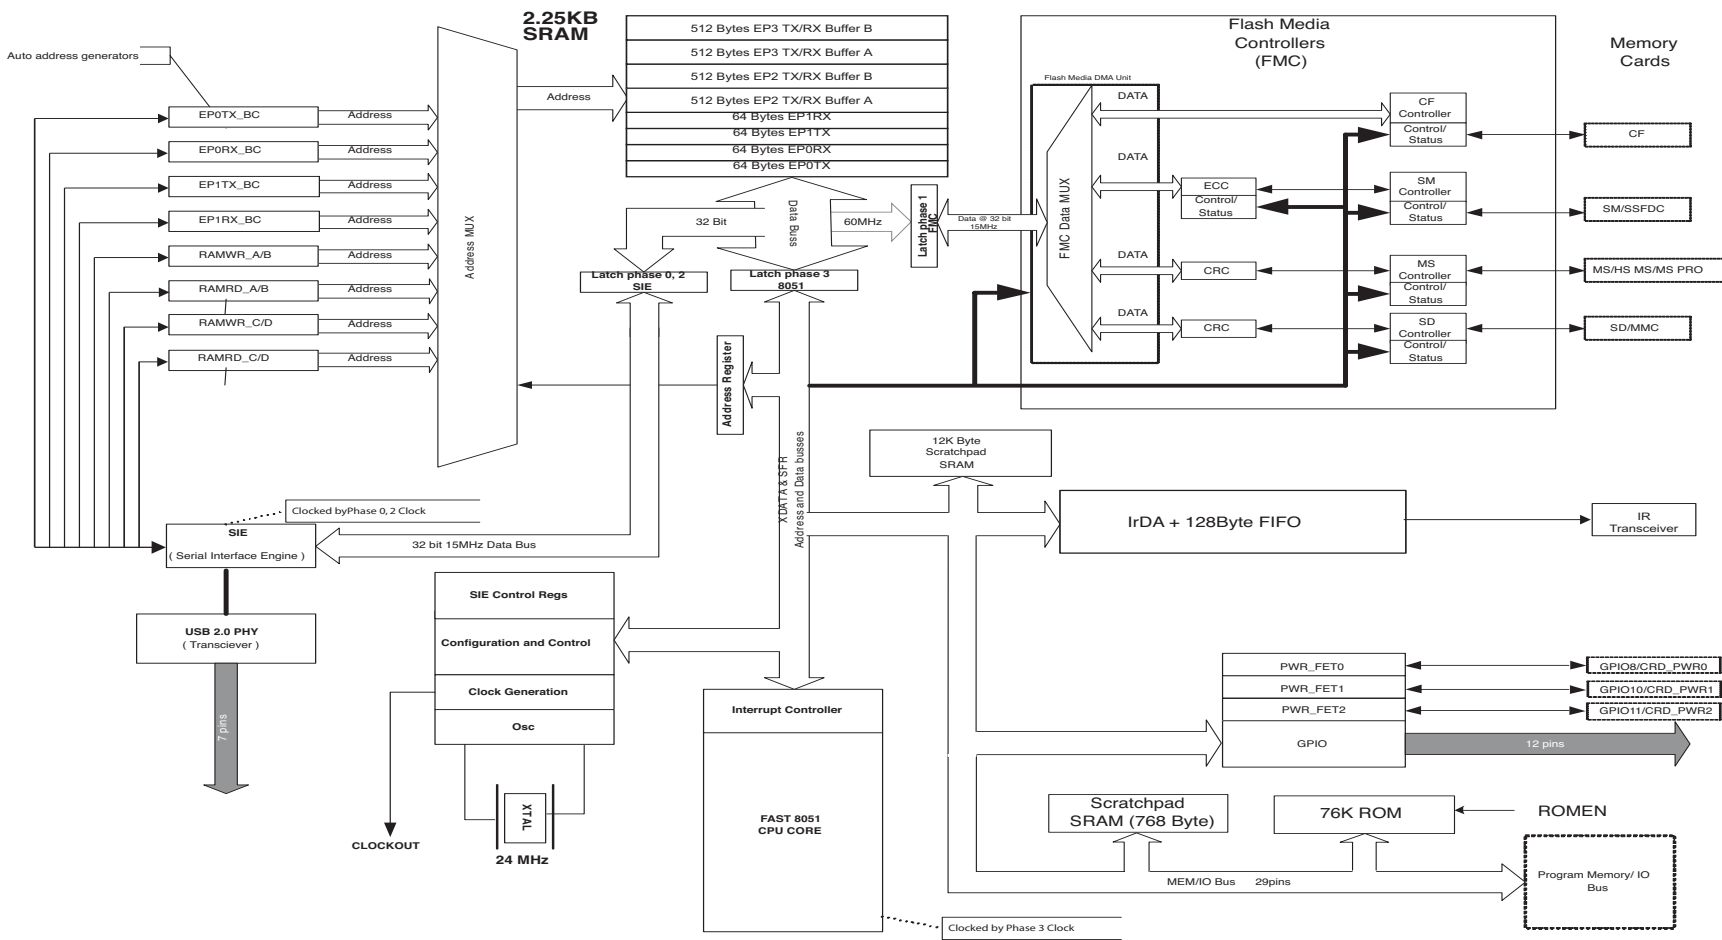 2.25KB
SRAM
512 Bytes EP3 TX/RX Buffer B
512 Bytes EP3 TX/RX Buffer A
512 Bytes EP2 TX/RX Buffer B
512 Bytes EP2 TX/RX Buffer A
64 Bytes EP1RX
64 Bytes EP1TX
64 Bytes EP0RX
64 Bytes EP0TX
Auto address generators
EP0TX_BC
Address
EP0RX_BC
Address
EP1TX_BC
Address
EP1RX_BC
Address
RAMWR_A/B
Address
RAMRD_A/B
Address
RAMWR_C/D
Address
RAMRD_C/D
Address
Address MUX
Address
32 Bit
Data
Buss
60MHz
Latch phase 1
FMC
Data @ 32 bit
15MHz
Latch phase 0, 2
SIE
Latch phase 3
8051
Address Register
Flash Media
Controllers
(FMC)
Flash Media DMA Unit
FMC Data MUX
DATA
DATA
DATA
DATA
CF
Controller
Control/
Status
ECC
Control/
Status
SM
Controller
Control/
Status
CRC
MS
Controller
Control/
Status
CRC
SD
Controller
Control/
Status
Memory
Cards
CF
SM/SSFDC
MS/HS MS/MS PRO
SD/MMC
XDATA & SFR
Address and Data busses
12K Byte
Scratchpad
SRAM
IrDA + 128Byte FIFO
IR
Transceiver
Clocked byPhase 0, 2 Clock
SIE
( Serial Interface Engine )
32 bit 15MHz Data Bus
USB 2.0 PHY
( Transciever )
7 pins
SIE Control Regs
Configuration and Control
Clock Generation
Osc
XTAL
24 MHz
CLOCKOUT
Interrupt Controller
FAST 8051
CPU CORE
Clocked by Phase 3 Clock
PWR_FET0
PWR_FET1
PWR_FET2
GPIO
GPIO8/CRD_PWR0
GPIO10/CRD_PWR1
GPIO11/CRD_PWR2
12 pins
Scratchpad
SRAM (768 Byte)
76K ROM
ROMEN
MEM/IO Bus 29pins
Program Memory/ IO
Bus